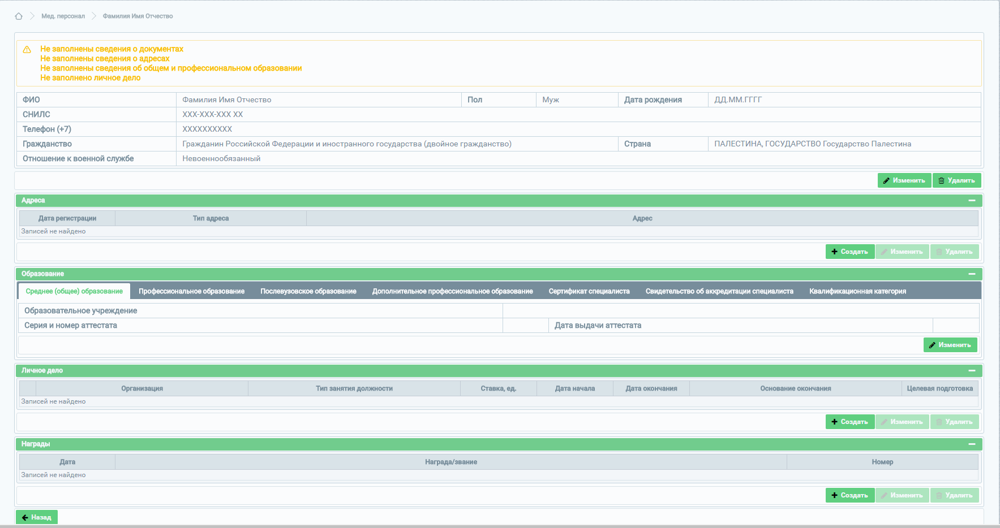 Мед. персонал Фамилия Имя Отчество
Не заполнены сведения о документах
Не заполнены сведения о адресах
Не заполнены сведения об общем и профессиональном образовании
Не заполнено личное дело
ФИО Фамилия Имя Отчество Пол Муж Дата рождения ДД.ММ.ГГГГ
СНИЛС XXX-XXX-XXX XX
Телефон (+7) XXXXXXXXXX
Гражданство Гражданин Российской Федерации и иностранного государства (двойное гражданство) Страна ПАЛЕСТИНА, ГОСУДАРСТВО Государство Палестина
Отношение к военной службе Невоеннообязанный
Изменить Удалить
Адреса
Дата регистрации Тип адреса Адрес
Записей не найдено
Создать Изменить Удалить
Образование
Среднее (общее) образование Профессиональное образование Послевузовское образование Дополнительное профессиональное образование Сертификат специалиста Свидетельство об аккредитации специалиста Квалификационная категория
Образовательное учреждение
Серия и номер аттестата Дата выдачи аттестата
Изменить
Личное дело
Организация Тип занятия должности Ставка, ед. Дата начала Дата окончания Основание окончания Целевая подготовка
Записей не найдено
Создать Изменить Удалить
Награды
Дата Награда/звание Номер
Записей не найдено
Создать Изменить Удалить
Назад